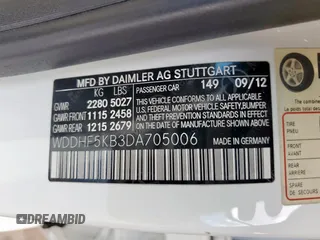 MFD BY DAIMLER AG STUTTGART
KG LBS PASSENGER CAR 149 09/12
GVWR 2280 5027
GAWR FRONT 1115 2458
GAWR REAR 1215 2679
THIS VEHICLE CONFORMS TO ALL APPLICABLE
U.S. FEDERAL MOTOR VEHICLE SAFETY, BUMPER,
AND THEFT PREVENTION STANDARDS IN EFFECT
ON THE DATE OF MANUFACTURE SHOWN ABOVE.
WDDHF5KB3DA705006
MADE IN GERMANY
DREAMBID